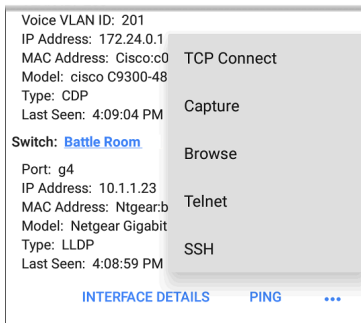 Voice VLAN ID: 201
IP Address: 172.24.0.1
MAC Address: Cisco:c0
Model: cisco C9300-48
Type: CDP
Last Seen: 4:09:04 PM
Switch: Battle Room
Port: g4
IP Address: 10.1.1.23
MAC Address: Ntgear:b
Model: Netgear Gigabit
Type: LLDP
Last Seen: 4:08:59 PM
TCP Connect
Capture
Browse
Telnet
SSH
INTERFACE DETAILS PING •••